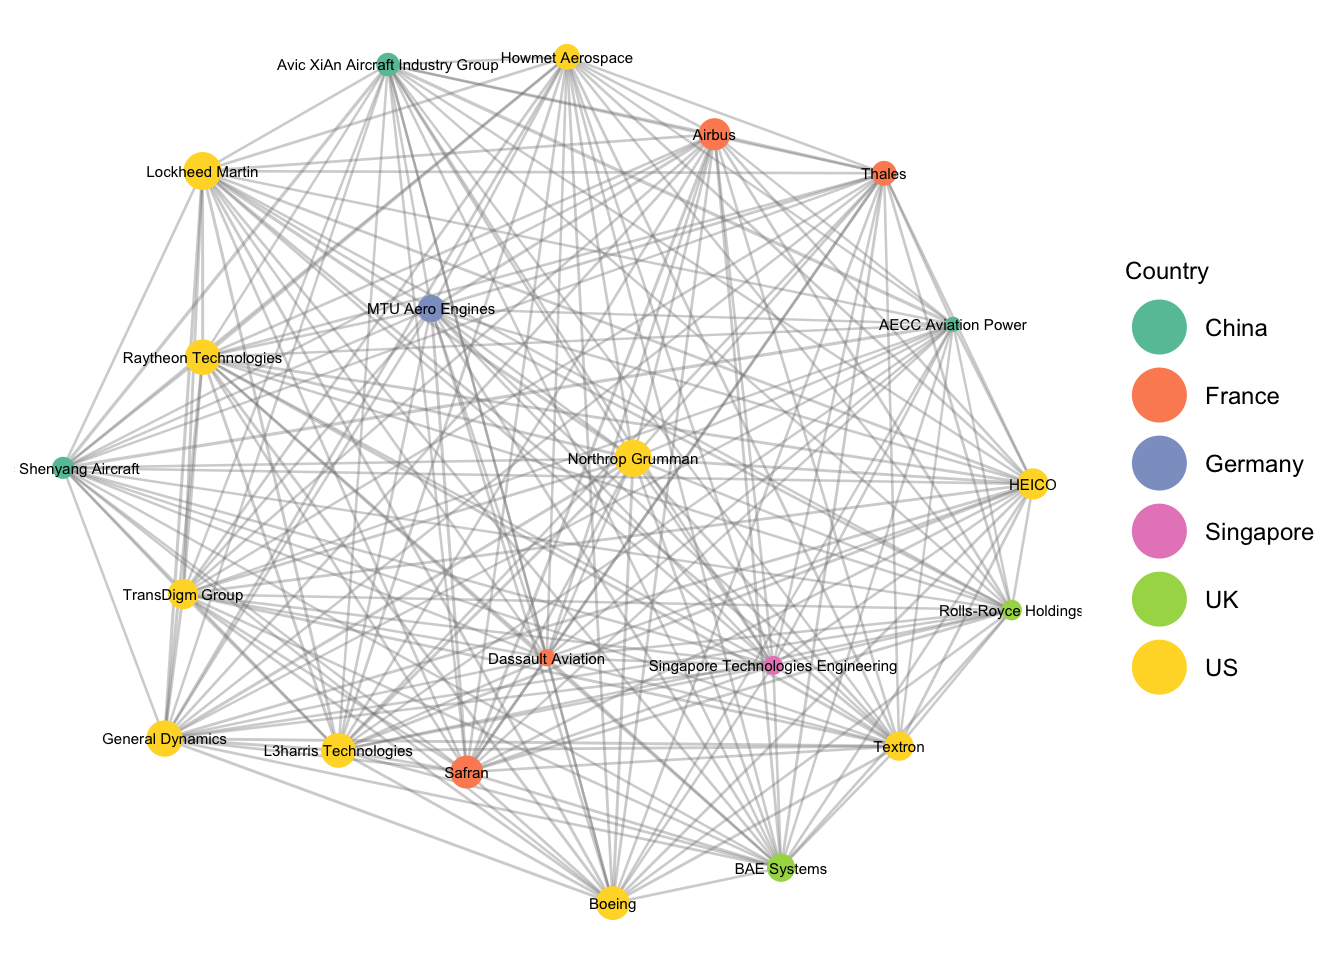 Howmet Aerospace
Avic XiAn Aircraft Industry Group
Airbus
Lockheed Martin
Thales
MTU Aero Engines
AECC Aviation Power
Raytheon Technologies
Northrop Grumman
Shenyang Aircraft
HEICO
TransDigm Group
Rolls-Royce Holdings
Dassault Aviation
Singapore Technologies Engineering
General Dynamics
L3harris Technologies
Textron
Safran
BAE Systems
Boeing
Country
China
France
Germany
Singapore
UK
US